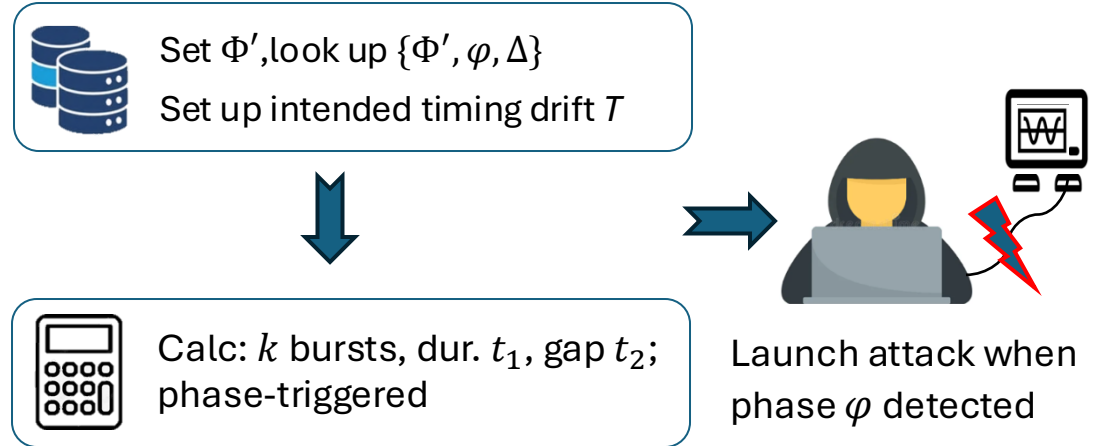 Set Φ′,look up {Φ′, φ, Δ}
Set up intended timing drift T
Calc: k bursts, dur. t₁, gap t₂;
phase-triggered
Launch attack when
phase φ detected